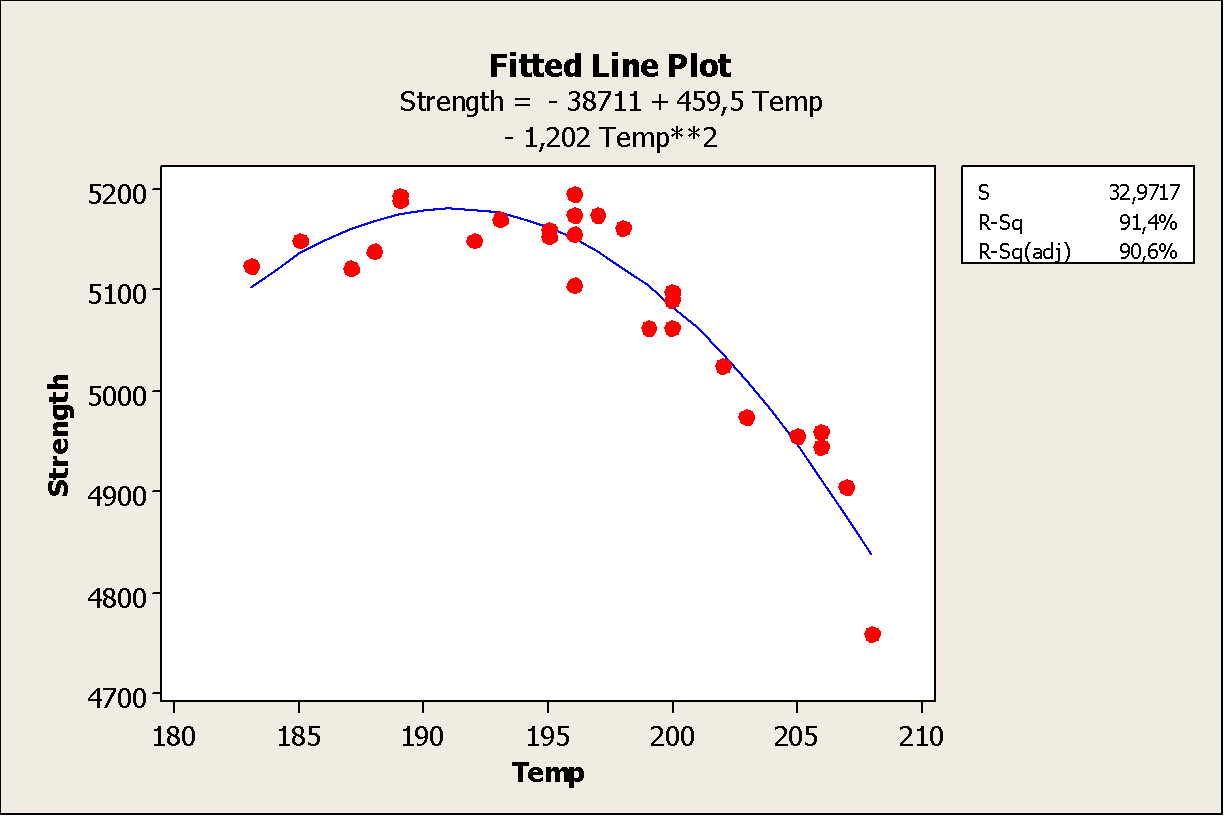 Fitted Line Plot
Strength = - 38711 + 459,5 Temp
- 1,202 Temp**2
S 32,9717
R-Sq 91,4%
R-Sq(adj) 90,6%
5200
5100
5000
4900
4800
4700
Strength
180 185 190 195 200 205 210
Temp